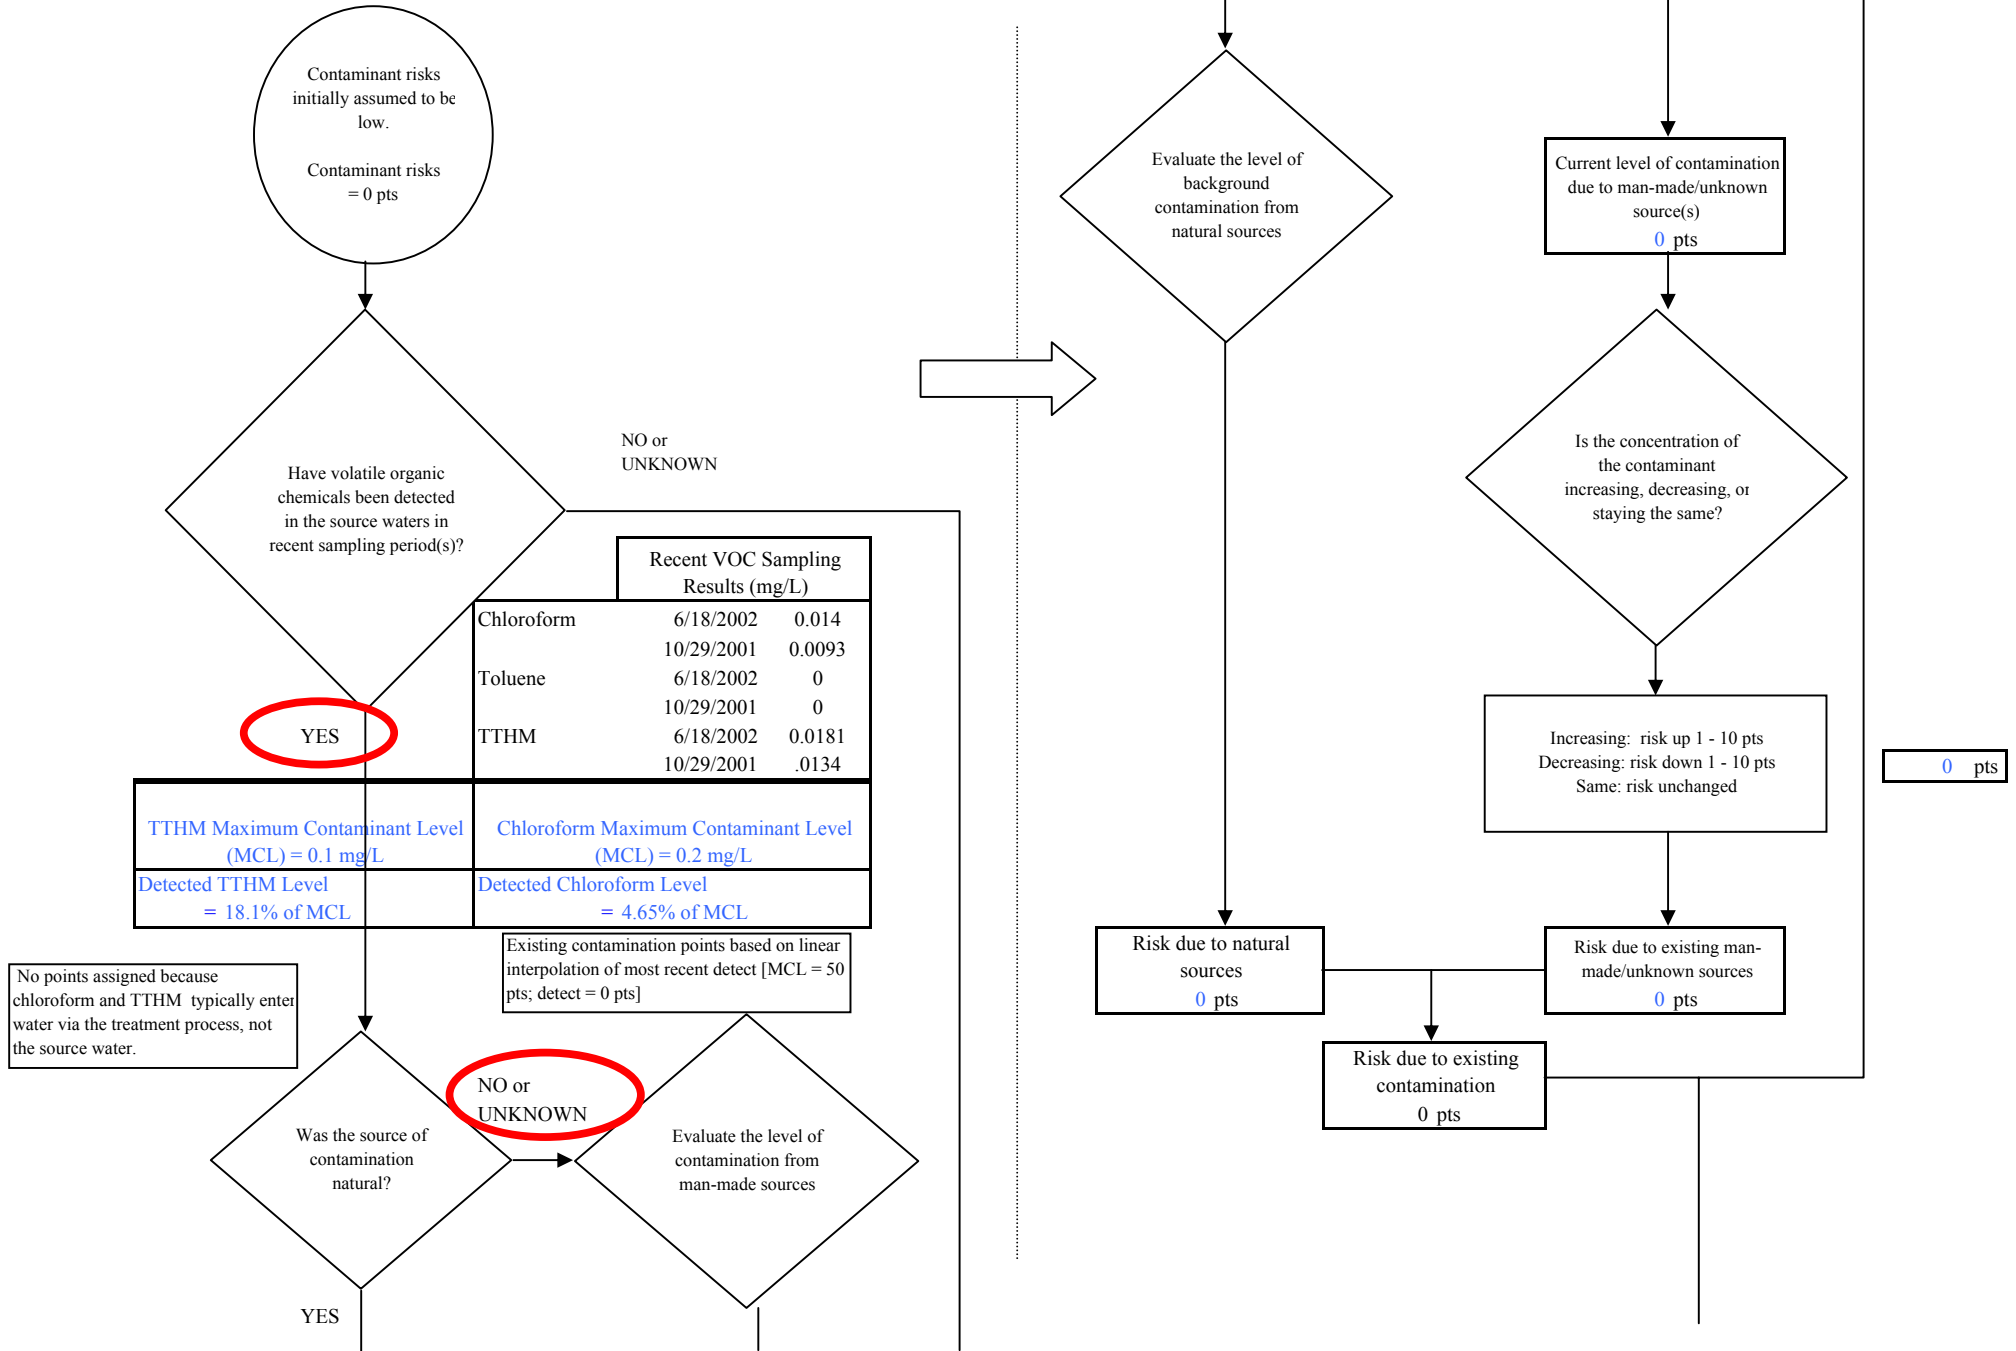 Contaminant risks
initially assumed to be
low.
Contaminant risks
= 0 pts
NO or
UNKNOWN
Have volatile organic
chemicals been detected
in the source waters in
recent sampling period(s)?
Recent VOC Sampling
Results (mg/L)
Chloroform 6/18/2002 0.014
10/29/2001 0.0093
Toluene 6/18/2002 0
10/29/2001 0
TTHM 6/18/2002 0.0181
10/29/2001 .0134
YES
TTHM Maximum Contaminant Level
(MCL) = 0.1 mg/L
Chloroform Maximum Contaminant Level
(MCL) = 0.2 mg/L
Detected TTHM Level
= 18.1% of MCL
Detected Chloroform Level
= 4.65% of MCL
Existing contamination points based on linear
interpolation of most recent detect [MCL = 50
pts; detect = 0 pts]
No points assigned because
chloroform and TTHM typically enter
water via the treatment process, not
the source water.
NO or
UNKNOWN
Was the source of
contamination
natural?
Evaluate the level of
contamination from
man-made sources
YES
Evaluate the level of
background
contamination from
natural sources
Current level of contamination
due to man-made/unknown
source(s)
0 pts
Is the concentration of
the contaminant
increasing, decreasing, or
staying the same?
Increasing: risk up 1 - 10 pts
Decreasing: risk down 1 - 10 pts
Same: risk unchanged
0 pts
Risk due to natural
sources
0 pts
Risk due to existing man-
made/unknown sources
0 pts
Risk due to existing
contamination
0 pts